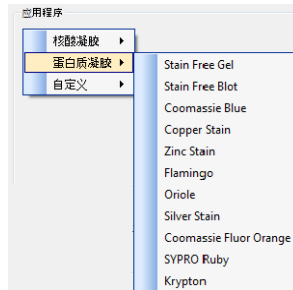 应用程序
核酸凝胶
蛋白质凝胶
自定义
Stain Free Gel
Stain Free Blot
Coomassie Blue
Copper Stain
Zinc Stain
Flamingo
Oriole
Silver Stain
Coomassie Fluor Orange
SYPRO Ruby
Krypton